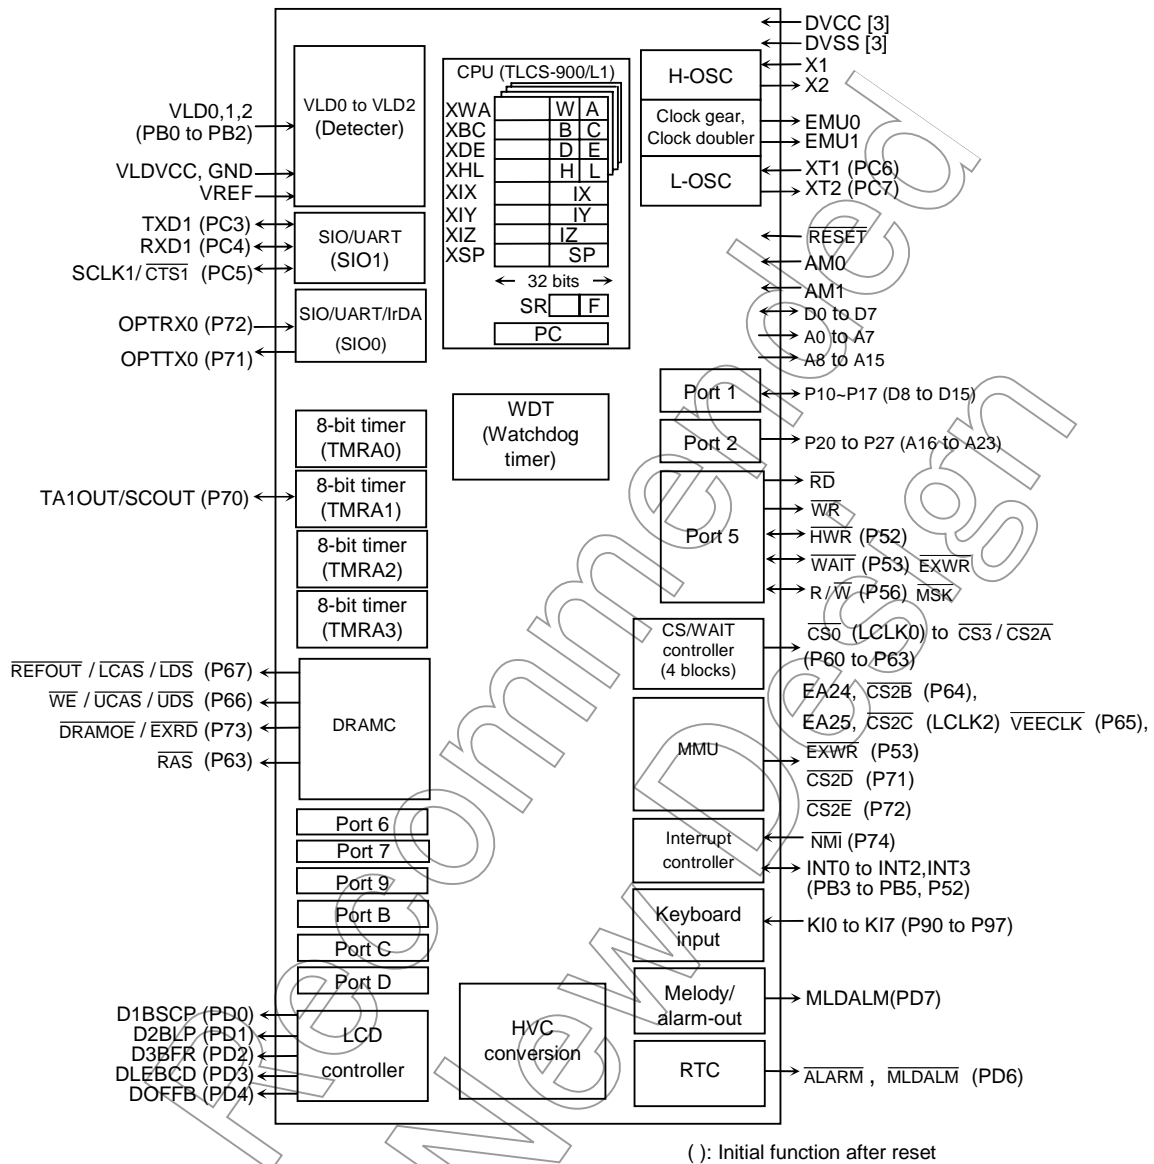 DVCC [3]
DVSS [3]
X1
X2
EMU0
EMU1
XT1 (PC6)
XT2 (PC7)
RESET
AM0
AM1
D0 to D7
A0 to A7
A8 to A15
P10~P17 (D8 to D15)
P20 to P27 (A16 to A23)
RD
WR
HWR (P52)
WAIT (P53) EXWR
R/W (P56) MSK
CS0 (LCLK0) to CS3 / CS2A
(P60 to P63)
EA24, CS2B (P64),
EA25, CS2C (LCLK2) VEECLK (P65),
EXWR (P53)
CS2D (P71)
CS2E (P72)
NMI (P74)
INT0 to INT2,INT3
(PB3 to PB5, P52)
KI0 to KI7 (P90 to P97)
MLDALM(PD7)
ALARM , MLDALM (PD6)
VLD0,1,2
(PB0 to PB2)
VLDVCC, GND
VREF
TXD1 (PC3)
RXD1 (PC4)
SCLK1/ CTS1 (PC5)
OPTRX0 (P72)
OPTTX0 (P71)
TA1OUT/SCOUT (P70)
REFOUT / LCAS / LDS (P67)
WE / UCAS / UDS (P66)
DRAMOE / EXRD (P73)
RAS (P63)
D1BSCP (PD0)
D2BLP (PD1)
D3BFR (PD2)
DLEBCD (PD3)
DOFFB (PD4)
VLD0 to VLD2
(Detecter)
SIO/UART
(SIO1)
SIO/UART/IrDA
(SIO0)
8-bit timer
(TMRA0)
8-bit timer
(TMRA1)
8-bit timer
(TMRA2)
8-bit timer
(TMRA3)
DRAMC
Port 6
Port 7
Port 9
Port B
Port C
Port D
LCD
controller
CPU (TLCS-900/L1)
XWA W A
XBC B C
XDE D E
XHL H L
XIX IX
XIY IY
XIZ IZ
XSP SP
32 bits
SR F
PC
WDT
(Watchdog
timer)
HVC
conversion
H-OSC
Clock gear,
Clock doubler
L-OSC
Port 1
Port 2
Port 5
CS/WAIT
controller
(4 blocks)
MMU
Interrupt
controller
Keyboard
input
Melody/
alarm-out
RTC
( ): Initial function after reset
Recommended
New Design